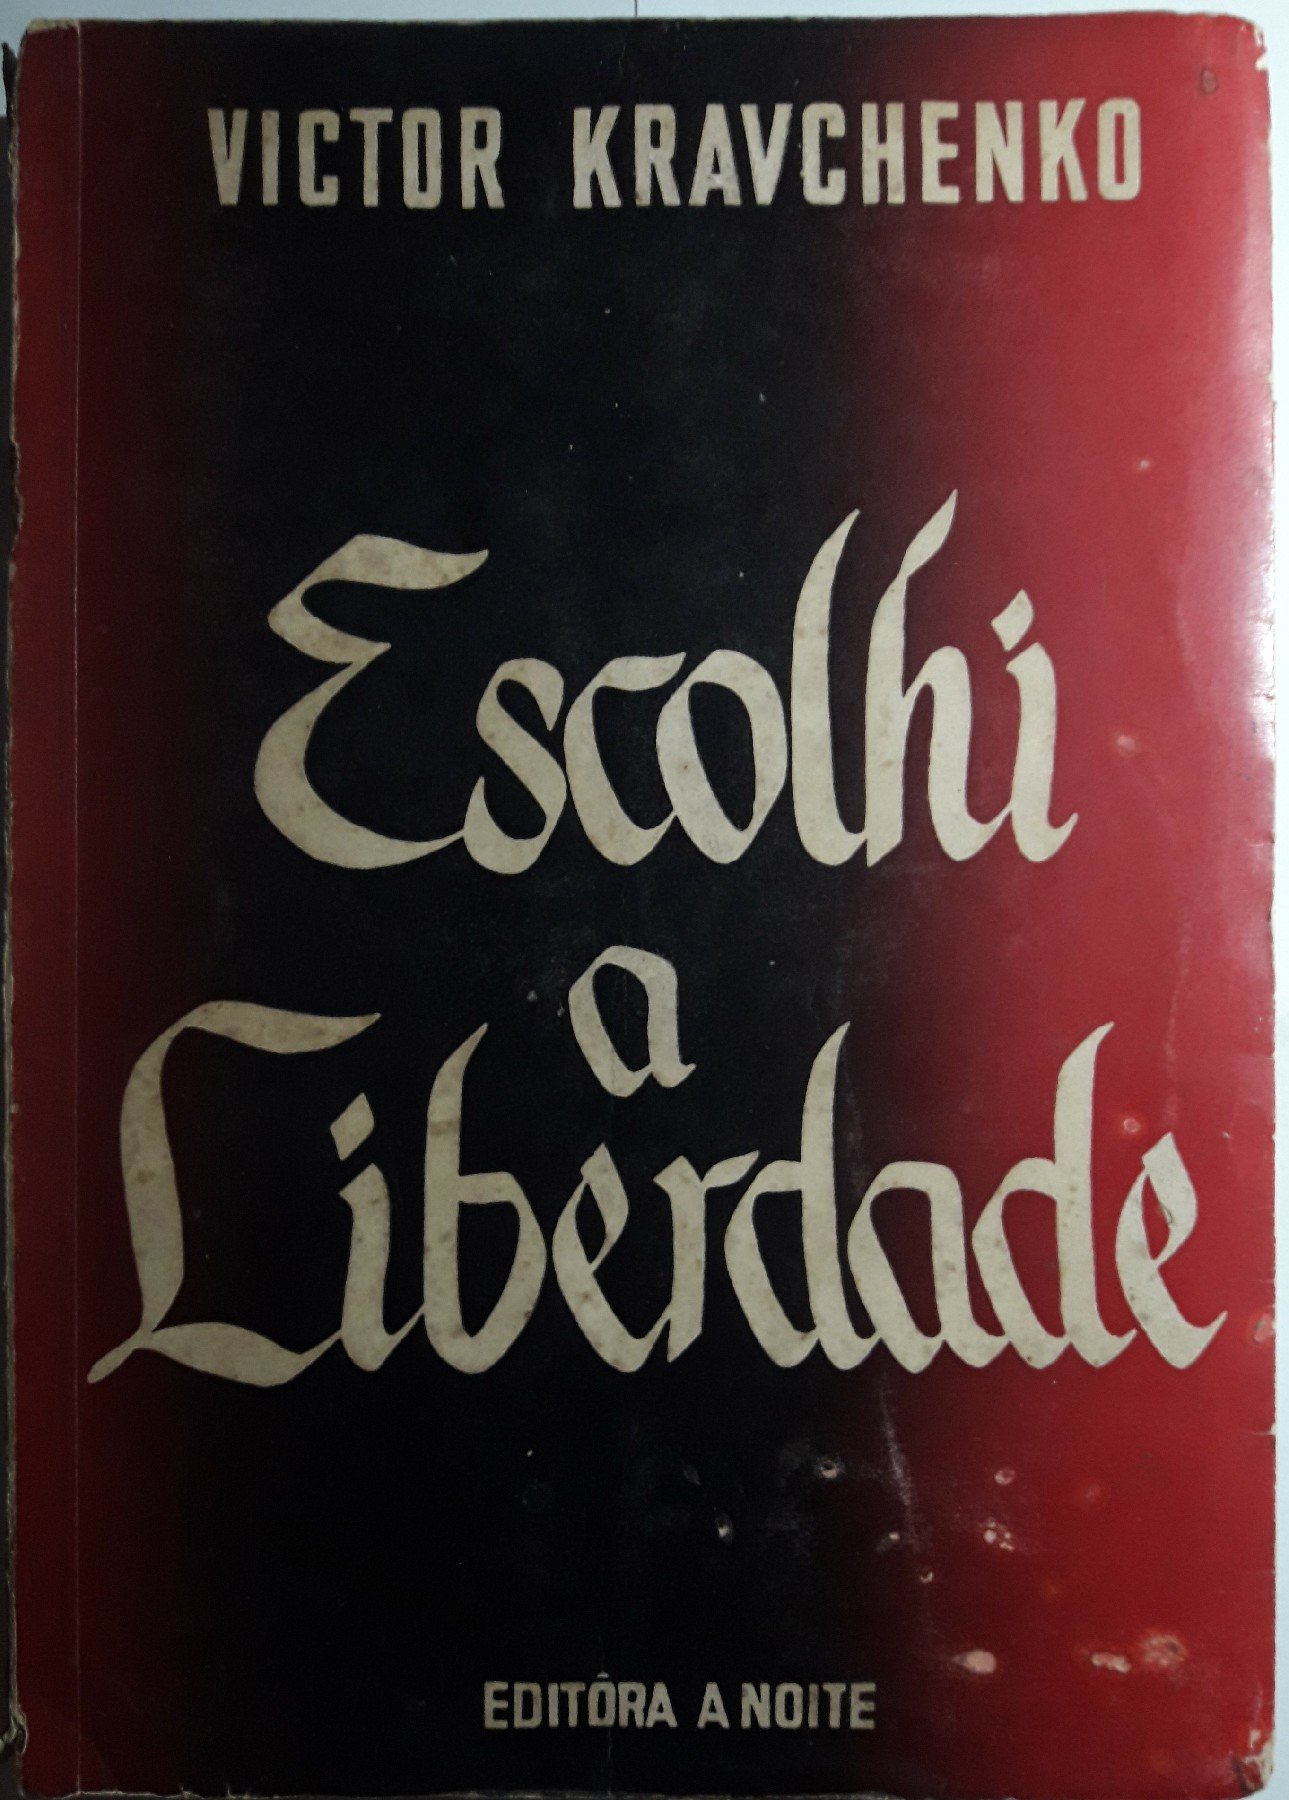 VICTOR KRAVCHENKO
Escolhi
a
Liberdade
EDITÔRA A NOITE